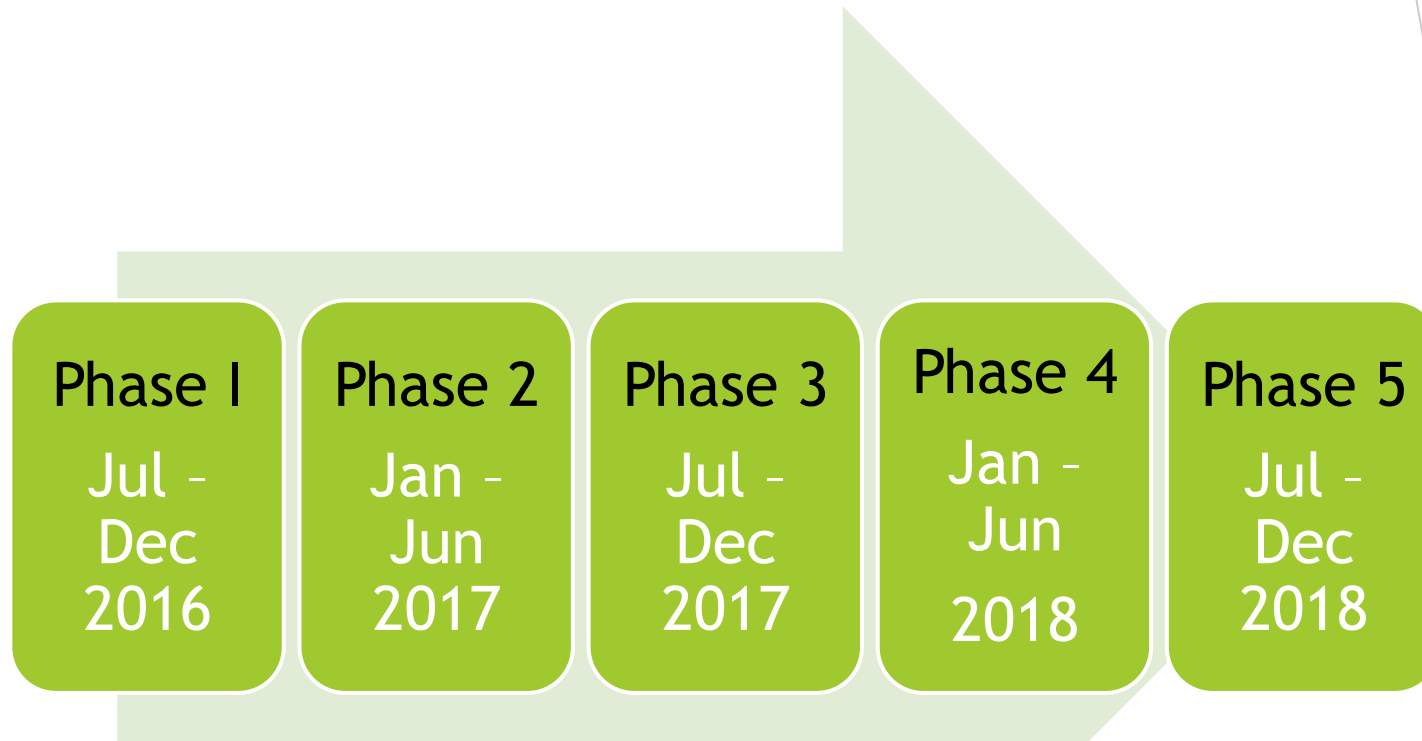 Phase 1
Jul –
Dec
2016
Phase 2
Jan –
Jun
2017
Phase 3
Jul –
Dec
2017
Phase 4
Jan –
Jun
2018
Phase 5
Jul –
Dec
2018